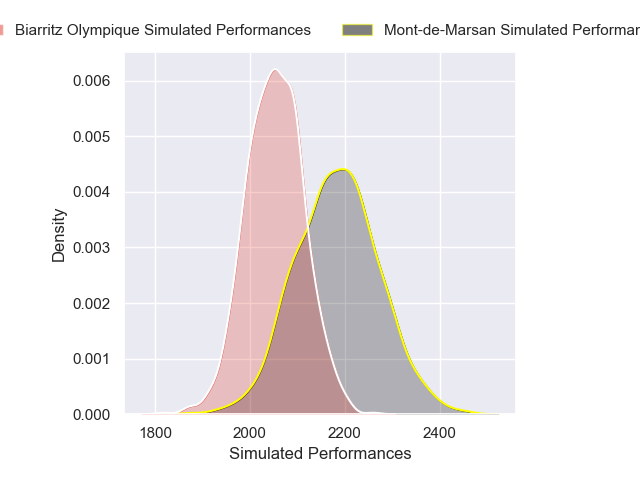 Biarritz Olympique Simulated Performances
Mont-de-Marsan Simulated
0.006
0.005
0.004
0.003
0.002
0.001
0.000
Density
1800 2000 2200 2400
Simulated Performances